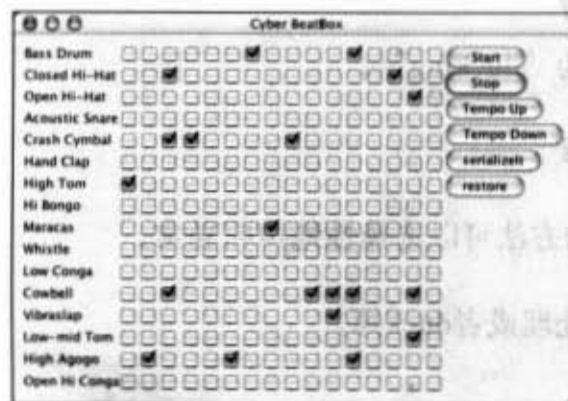 Cyber BeatBox
Bass Drum
Closed Hi-Hat
Open Hi-Hat
Acoustic Snare
Crash Cymbal
Hand Clap
High Tom
Hi Bongo
Maracas
Whistle
Low Conga
Cowbell
Vibraslap
Low-mid Tom
High Agogo
Open Hi Conga
Start
Stop
Tempo Up
Tempo Down
serializeIt
restore